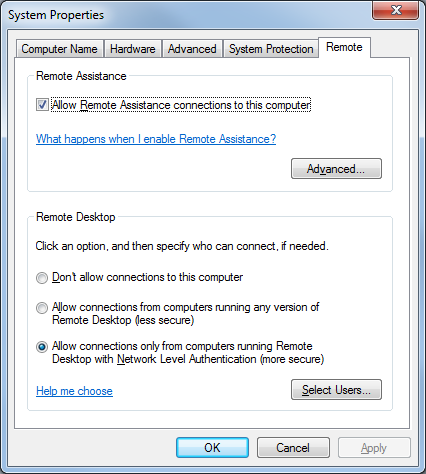 System Properties
Computer Name Hardware Advanced System Protection Remote
Remote Assistance
Allow Remote Assistance connections to this computer
What happens when I enable Remote Assistance?
Advanced...
Remote Desktop
Click an option, and then specify who can connect, if needed.
Don't allow connections to this computer
Allow connections from computers running any version of
Remote Desktop (less secure)
Allow connections only from computers running Remote
Desktop with Network Level Authentication (more secure)
Help me choose Select Users...
OK Cancel Apply